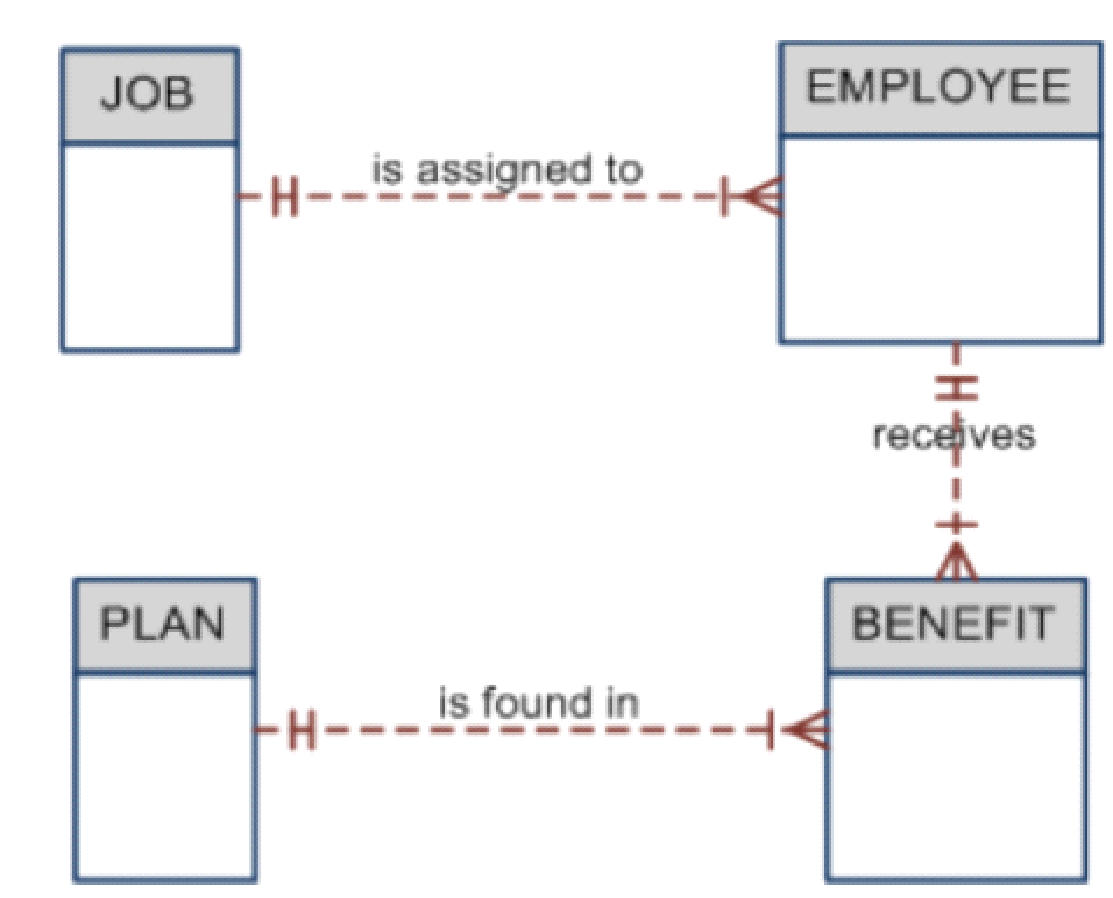 JOB
EMPLOYEE
is assigned to
receives
PLAN
BENEFIT
is found in